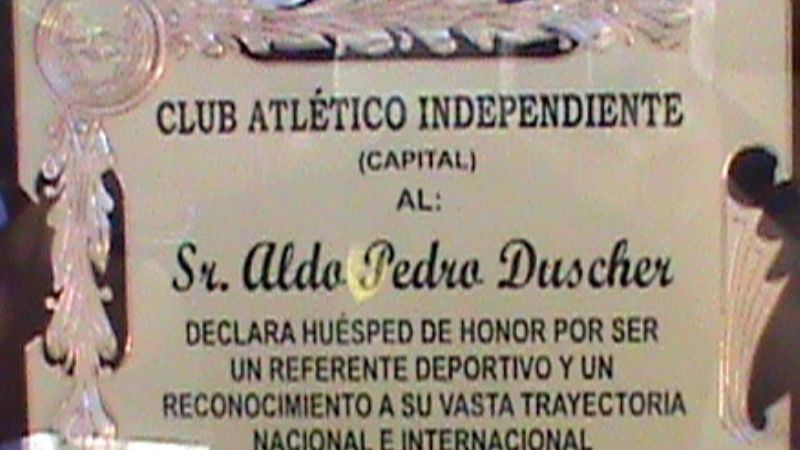 CLUB ATLÉTICO INDEPENDIENTE
(CAPITAL)
AL:
Sr. Aldo Pedro Duscher
DECLARA HUÉSPED DE HONOR POR SER
UN REFERENTE DEPORTIVO Y UN
RECONOCIMIENTO A SU VASTA TRAYECTORIA
NACIONAL E INTERNACIONAL